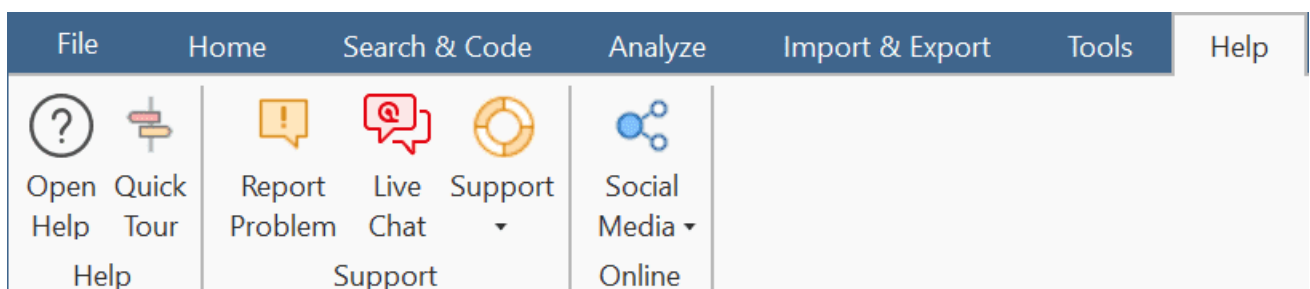 File Home Search & Code Analyze Import & Export Tools Help
Open Quick Report Live Support Social
Help Tour Problem Chat Media
Help Support Online